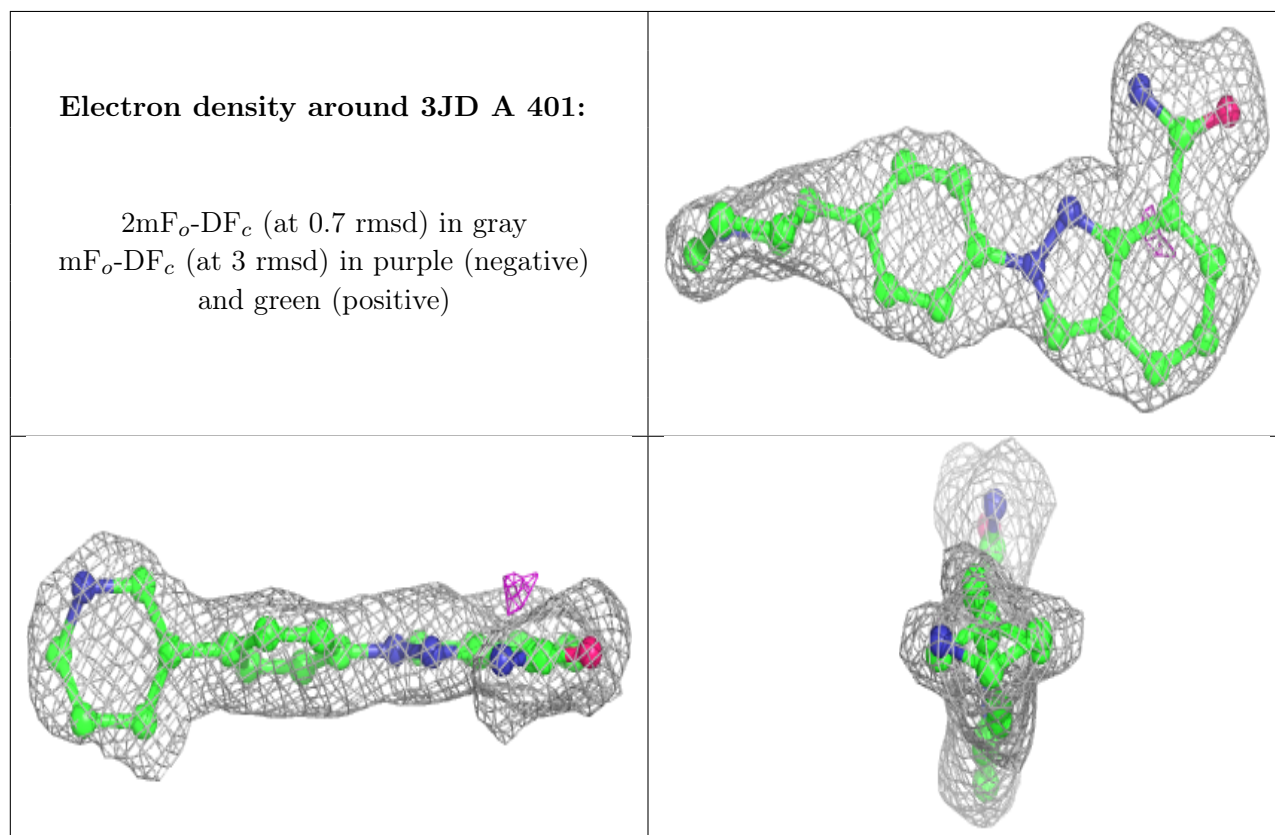 Electron density around 3JD A 401:
2mFo-DFc (at 0.7 rmsd) in gray
mFo-DFc (at 3 rmsd) in purple (negative)
and green (positive)